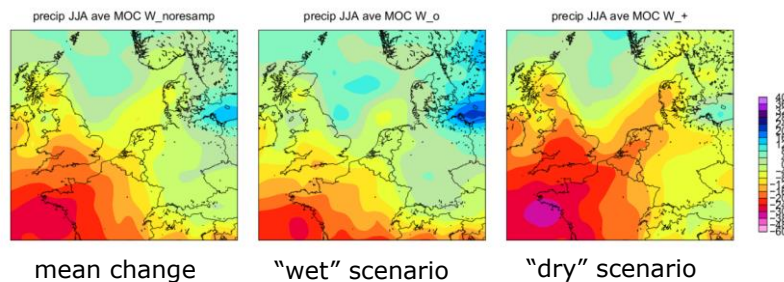 precip JJA ave MOC W_noresamp
precip JJA ave MOC W_o
precip JJA ave MOC W_+
mean change
“wet” scenario
“dry” scenario